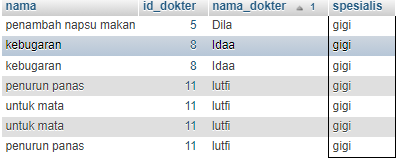 nama id_dokter nama_dokter 1 spesialis
penambah napsu makan 5 Dila gigi
kebugaran 8 Idaa gigi
kebugaran 8 Idaa gigi
penurun panas 11 lutfi gigi
untuk mata 11 lutfi gigi
untuk mata 11 lutfi gigi
penurun panas 11 lutfi gigi